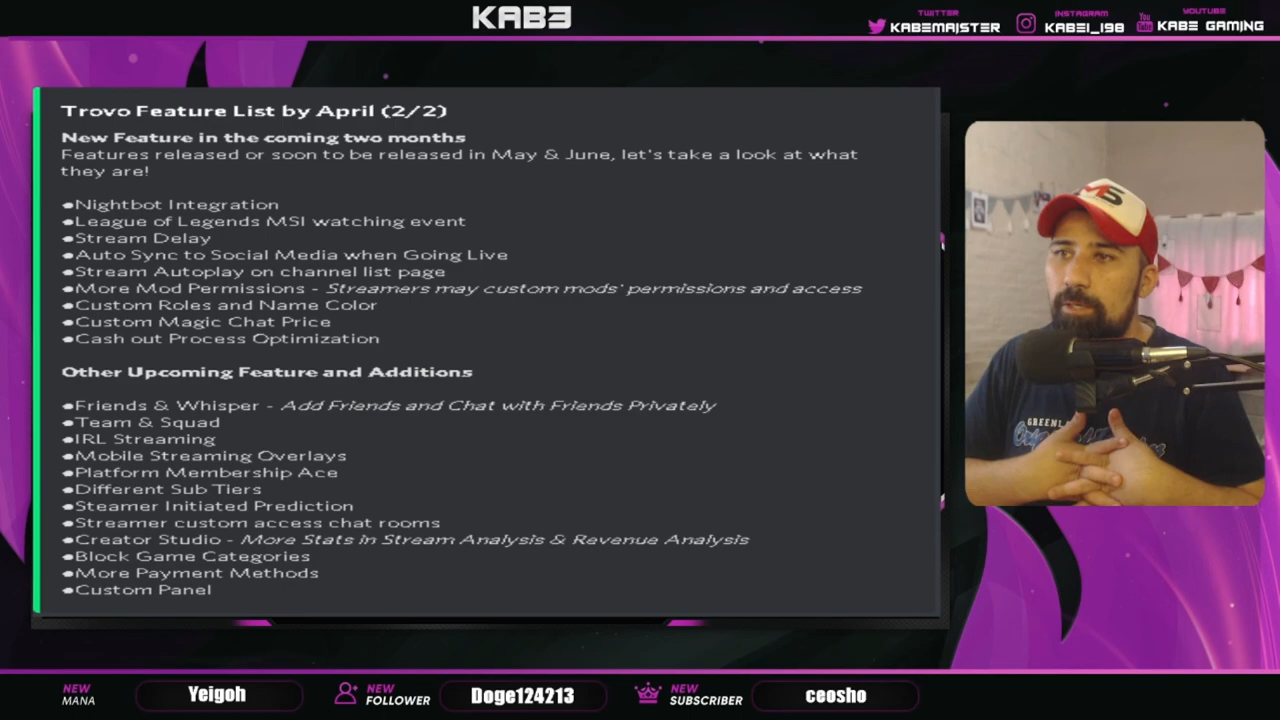 KAB3
TWITTER
KABEMAJSTER
INSTAGRAM
KABE1_198
YOUTUBE
KABE GAMING
Trovo Feature List by April (2/2)
New Feature in the coming two months
Features released or soon to be released in May & June, let's take a look at what
they are!
●Nightbot Integration
●League of Legends MSI watching event
●Stream Delay
●Auto Sync to Social Media when Going Live
●Stream Autoplay on channel list page
●More Mod Permissions - Streamers may custom mods' permissions and access
●Custom Roles and Name Color
●Custom Magic Chat Price
●Cash out Process Optimization
Other Upcoming Feature and Additions
●Friends & Whisper - Add Friends and Chat with Friends Privately
●Team & Squad
●IRL Streaming
●Mobile Streaming Overlays
●Platform Membership Ace
●Different Sub Tiers
●Steamer Initiated Prediction
●Streamer custom access chat rooms
●Creator Studio - More Stats in Stream Analysis & Revenue Analysis
●Block Game Categories
●More Payment Methods
●Custom Panel
GREENL
NEW
MANA
Yeigoh
NEW
FOLLOWER
Doge124213
NEW
SUBSCRIBER
ceosho